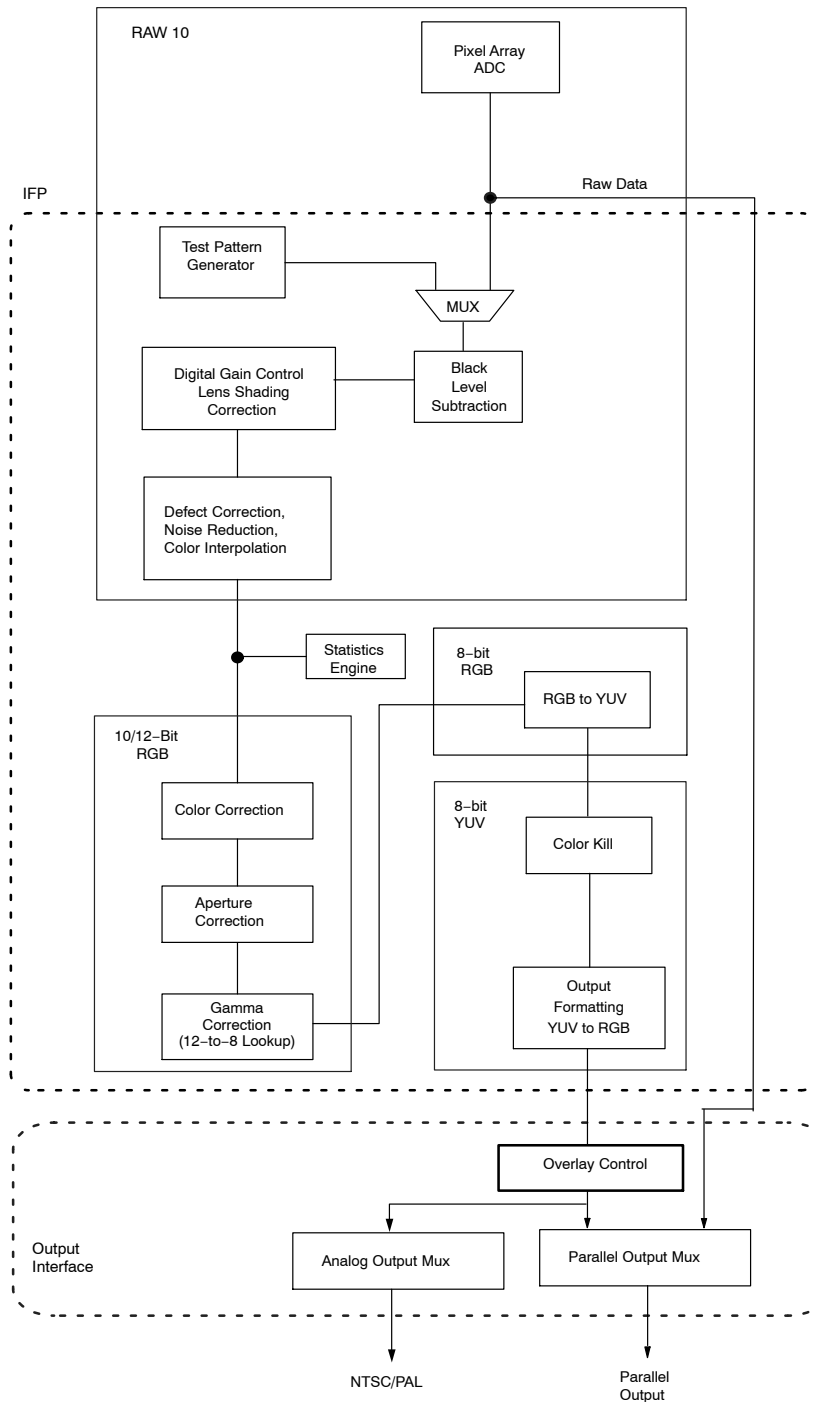 RAW 10
Pixel Array
ADC
Raw Data
IFP
Test Pattern
Generator
MUX
Black
Level
Subtraction
Digital Gain Control
Lens Shading
Correction
Defect Correction,
Noise Reduction,
Color Interpolation
Statistics
Engine
8−bit
RGB
RGB to YUV
10/12−Bit
RGB
Color Correction
Aperture
Correction
Gamma
Correction
(12−to−8 Lookup)
8−bit
YUV
Color Kill
Output
Formatting
YUV to RGB
Overlay Control
Output
Interface
Analog Output Mux
Parallel Output Mux
NTSC/PAL
Parallel
Output